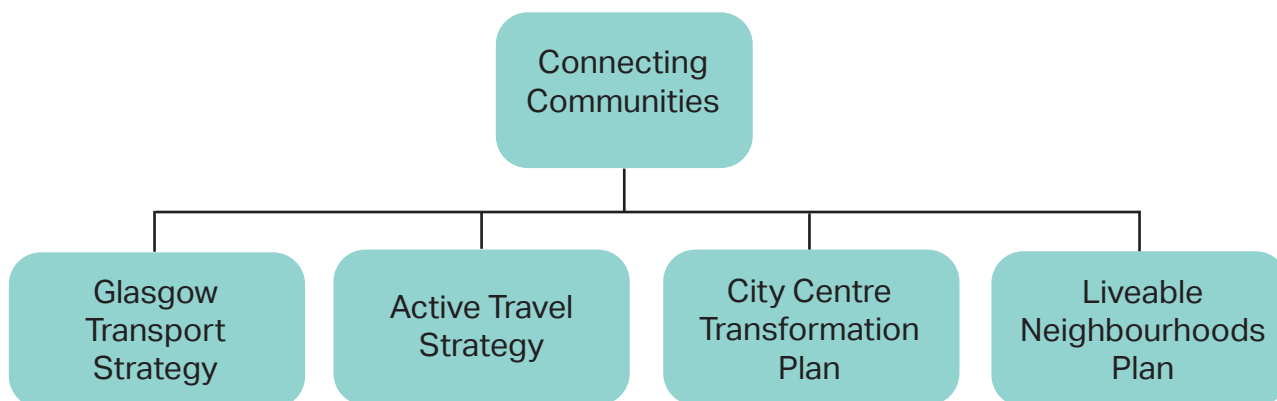 Connecting
Communities
Glasgow
Transport
Strategy
Active Travel
Strategy
City Centre
Transformation
Plan
Liveable
Neighbourhoods
Plan